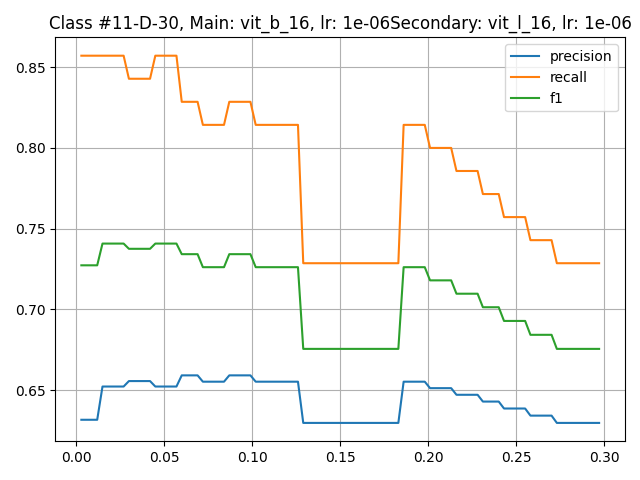 Class #11-D-30, Main: vit_b_16, lr: 1e-06Secondary: vit_l_16, lr: 1e-06
precision
recall
f1
0.85
0.80
0.75
0.70
0.65
0.00 0.05 0.10 0.15 0.20 0.25 0.30